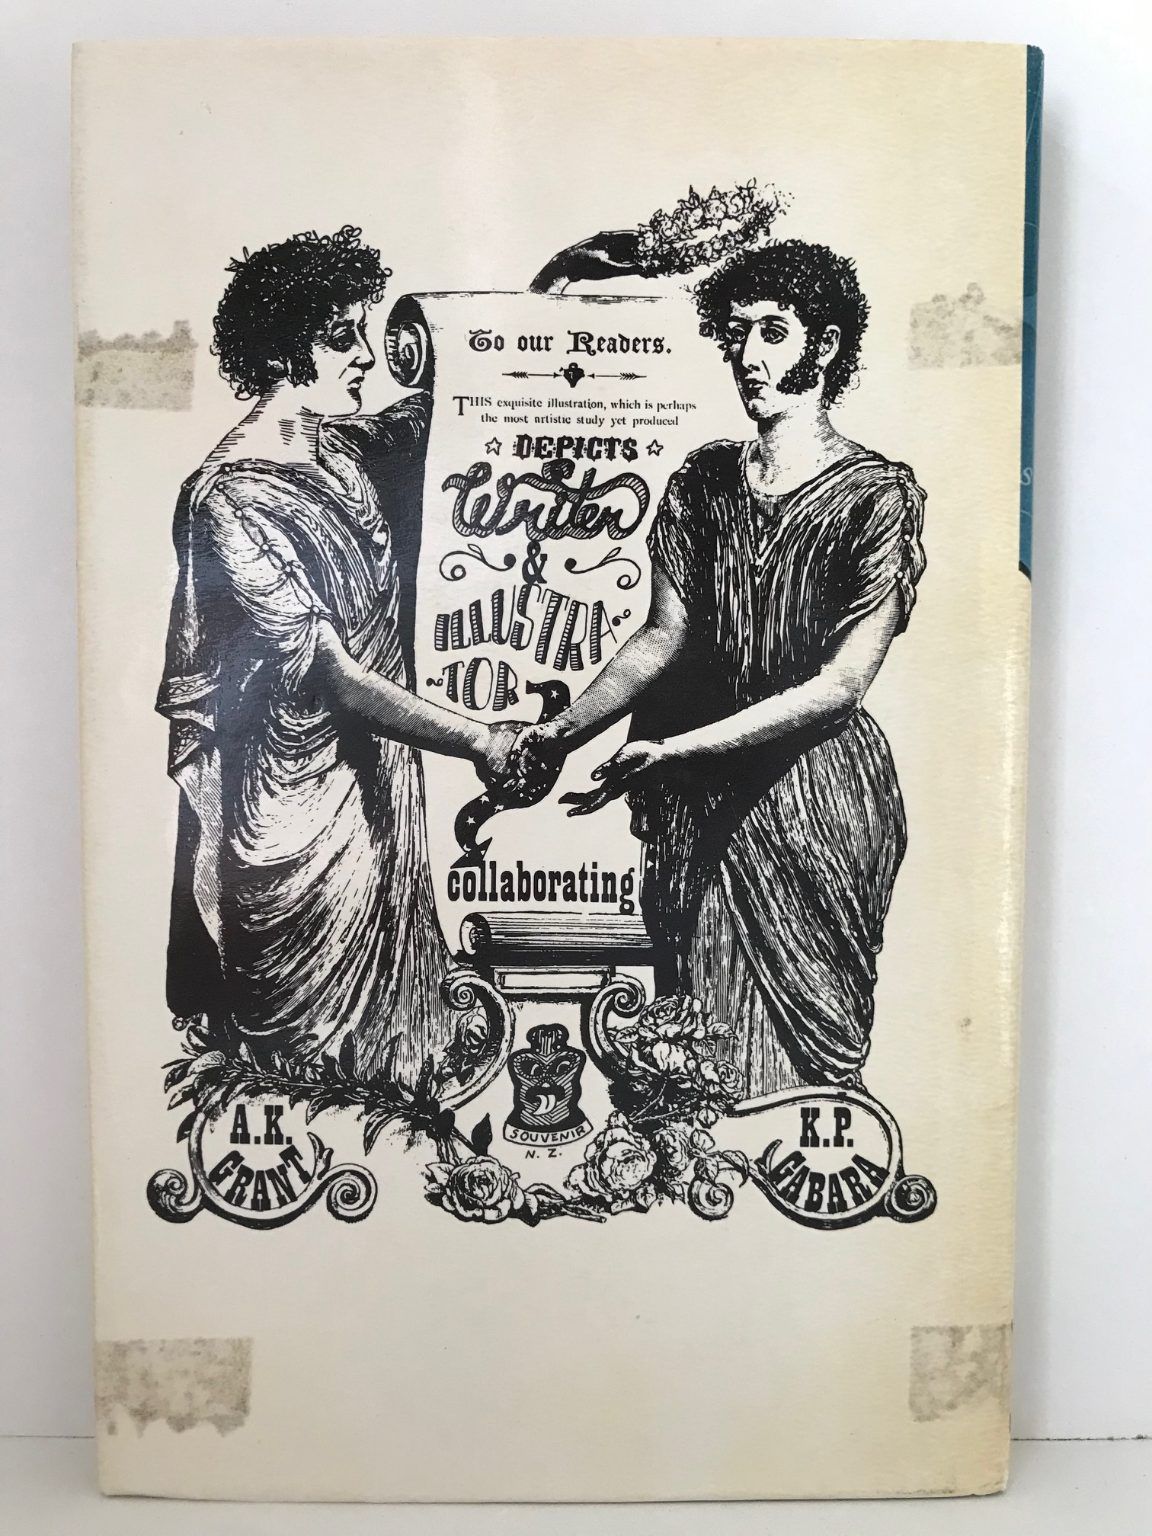 To our Readers.
THIS exquisite illustration, which is perhaps
the most artistic study yet produced
DEPICTS
Writer
&
ILLUSTRA
TOR
collaborating
SOUVENIR
N. Z.
A.K.
GRANT
K.P.
GABARA
S